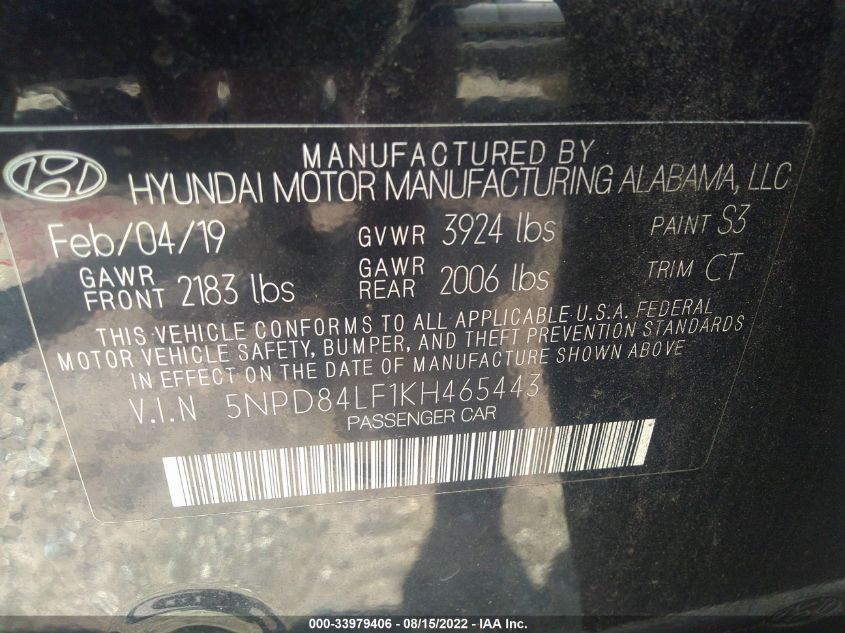 MANUFACTURED BY
HYUNDAI MOTOR MANUFACTURING ALABAMA, LLC
Feb/04/19 GVWR 3924 lbs PAINT S3
GAWR FRONT 2183 lbs GAWR REAR 2006 lbs TRIM CT
THIS VEHICLE CONFORMS TO ALL APPLICABLE U.S.A. FEDERAL
MOTOR VEHICLE SAFETY, BUMPER, AND THEFT PREVENTION STANDARDS
IN EFFECT ON THE DATE OF MANUFACTURE SHOWN ABOVE
V.I.N 5NPD84LF1KH465443
PASSENGER CAR
000-33979406 - 08/15/2022 - IAA Inc.